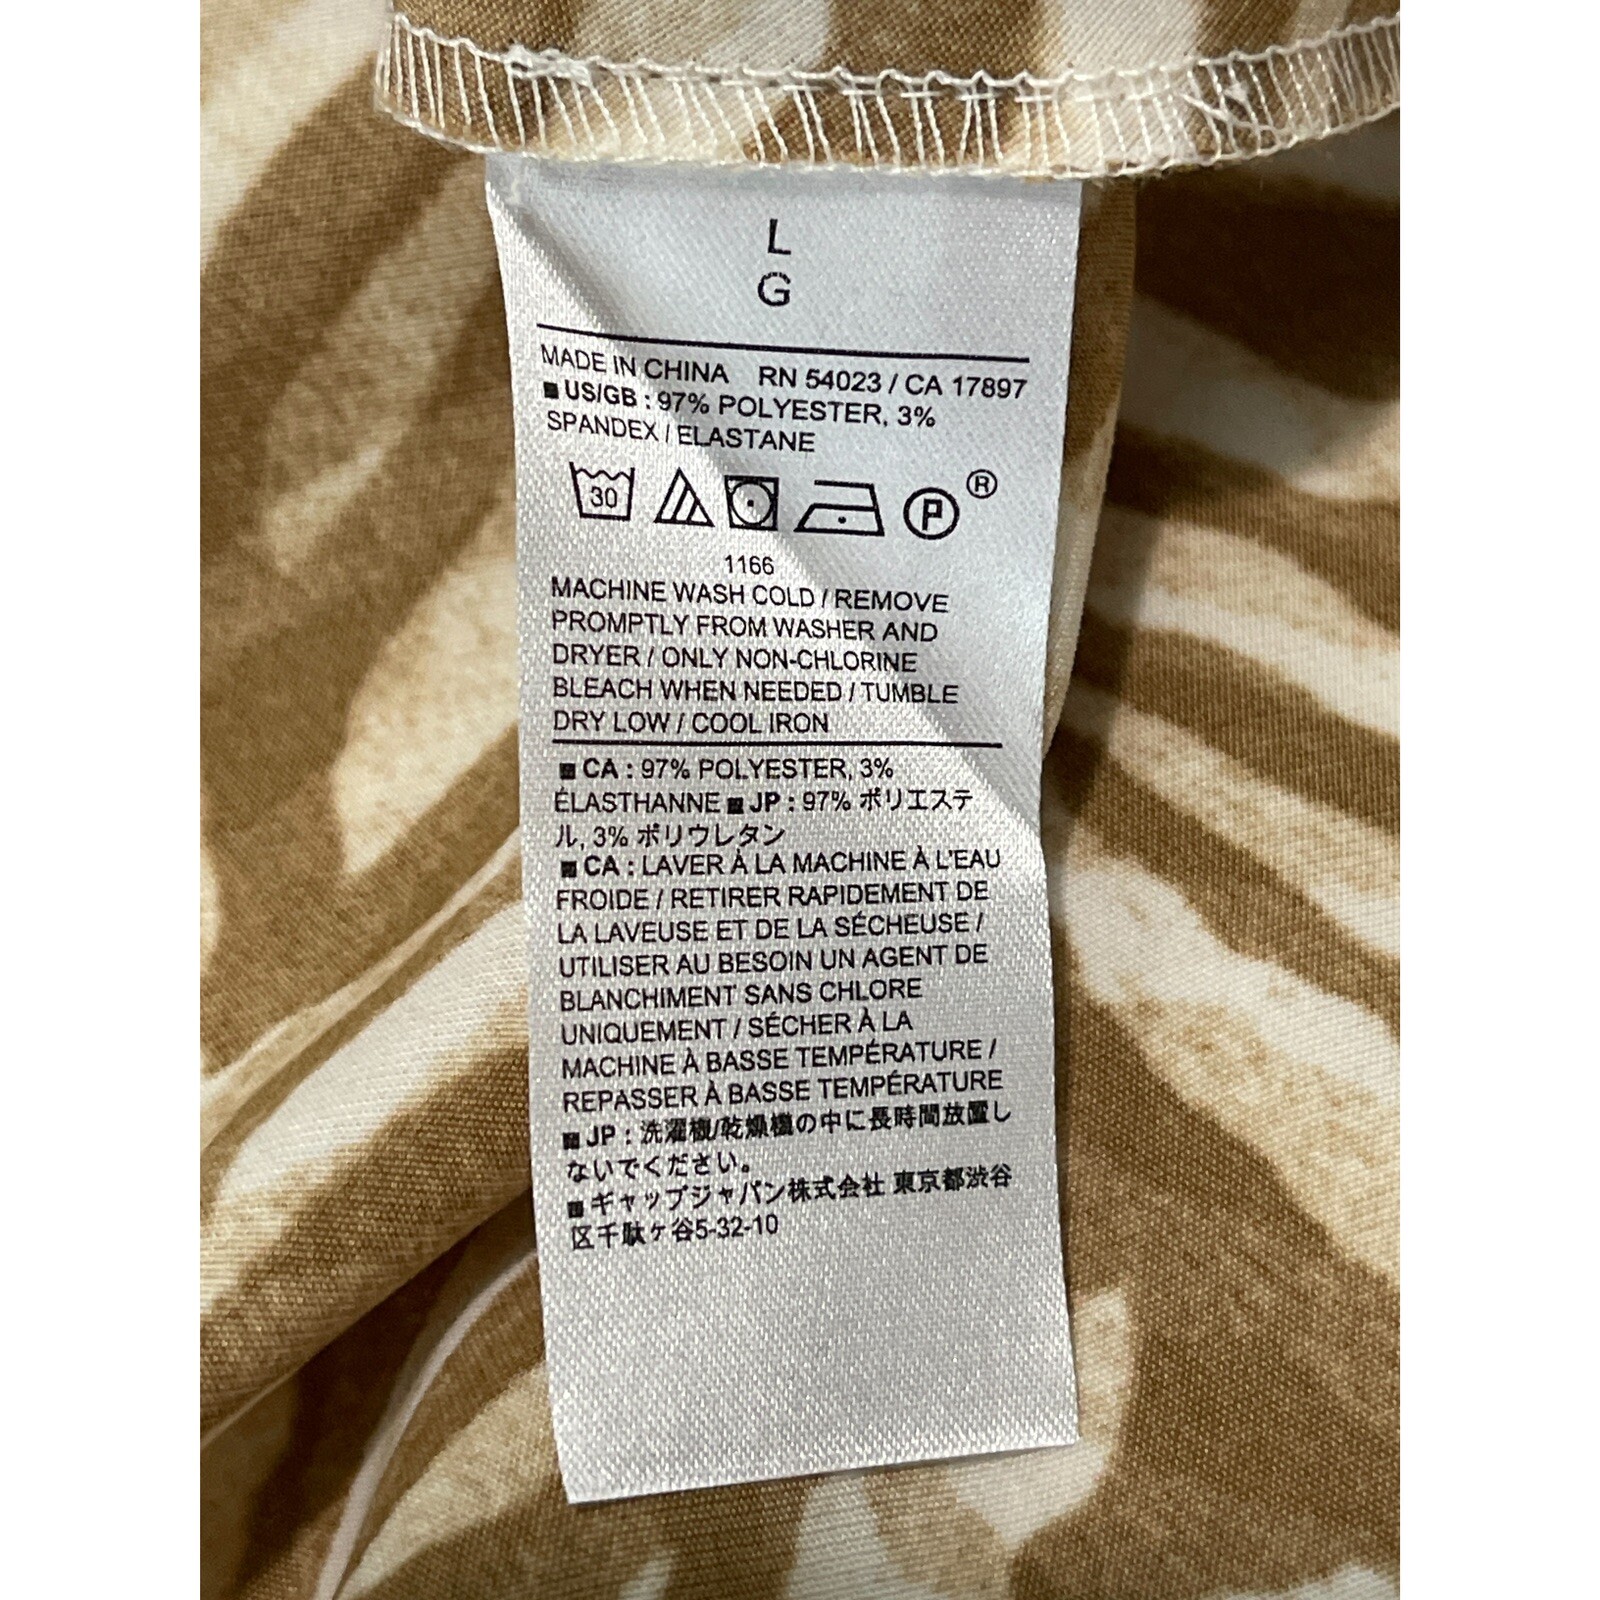 L
G
MADE IN CHINA RN 54023 / CA 17897
■ US/GB : 97% POLYESTER, 3%
SPANDEX / ELASTANE
30 P ®
1166
MACHINE WASH COLD / REMOVE
PROMPTLY FROM WASHER AND
DRYER / ONLY NON-CHLORINE
BLEACH WHEN NEEDED / TUMBLE
DRY LOW / COOL IRON
■ CA : 97% POLYESTER, 3%
ÉLASTHANNE ■ JP : 97% ポリエステ
ル, 3% ポリウレタン
■ CA : LAVER À LA MACHINE À L'EAU
FROIDE / RETIRER RAPIDEMENT DE
LA LAVEUSE ET DE LA SÉCHEUSE /
UTILISER AU BESOIN UN AGENT DE
BLANCHIMENT SANS CHLORE
UNIQUEMENT / SÉCHER À LA
MACHINE À BASSE TEMPÉRATURE /
REPASSER À BASSE TEMPÉRATURE
■ JP : 洗濯機/乾燥機の中に長時間放置し
ないでください。
■ ギャップジャパン株式会社 東京都渋谷
区千駄ヶ谷5-32-10